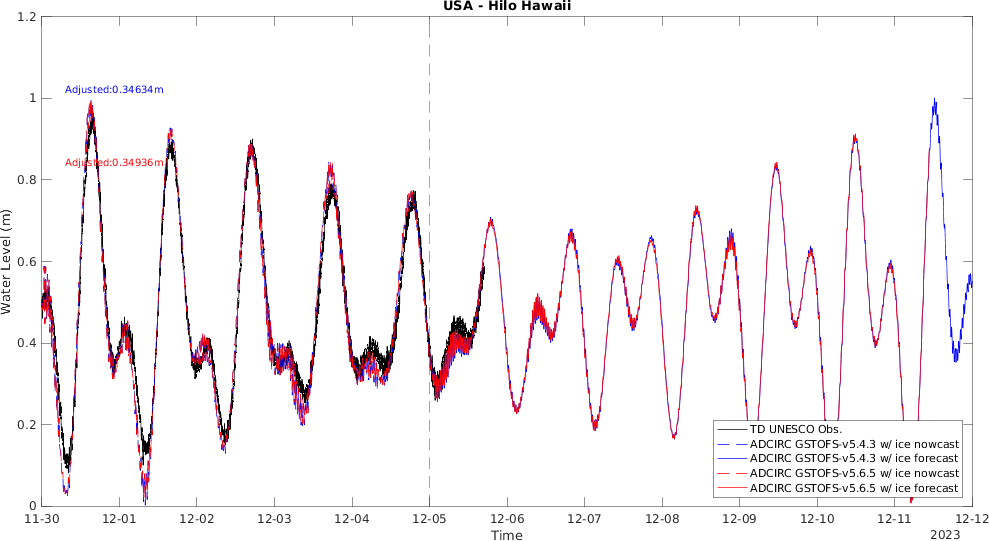 USA - Hilo Hawaii
1.2
Adjusted:0.34634m
1
Adjusted:0.34936m
0.8
0.6
0.4
0.2
0
Water Level (m)
TD UNESCO Obs.
ADCIRC GSTOFS-v5.4.3 w/ ice nowcast
ADCIRC GSTOFS-v5.4.3 w/ ice forecast
ADCIRC GSTOFS-v5.6.5 w/ ice nowcast
ADCIRC GSTOFS-v5.6.5 w/ ice forecast
11-30 12-01 12-02 12-03 12-04 12-05 12-06 12-07 12-08 12-09 12-10 12-11 12-12
Time
2023